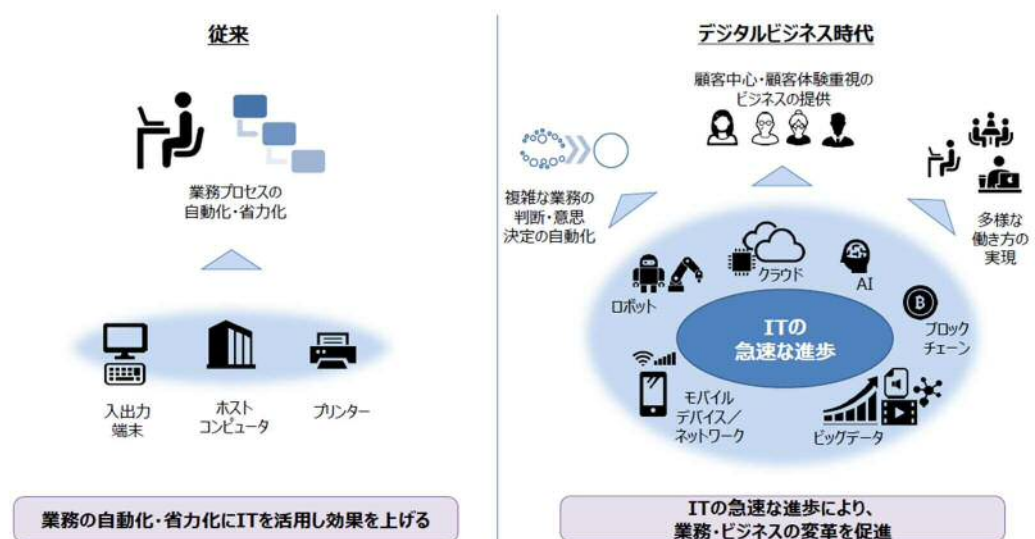 従来
業務プロセスの
自動化・省力化
入出力
端末
ホスト
コンピュータ
プリンター
業務の自動化・省力化にITを活用し効果を上げる
デジタルビジネス時代
顧客中心・顧客体験重視の
ビジネスの提供
複雑な業務の
判断・意思
決定の自動化
多様な
働き方の
実現
クラウド
AI
ロボット
ブロック
チェーン
ITの
急速な進歩
モバイル
デバイス／
ネットワーク
ビッグデータ
ITの急速な進歩により、
業務・ビジネスの変革を促進